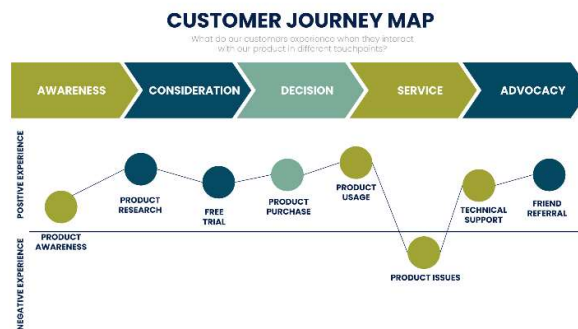 CUSTOMER JOURNEY MAP
What do our customers experience when they interact
with our product in different touchpoints?
AWARENESS
CONSIDERATION
DECISION
SERVICE
ADVOCACY
POSITIVE EXPERIENCE
NEGATIVE EXPERIENCE
PRODUCT
AWARENESS
PRODUCT
RESEARCH
FREE
TRIAL
PRODUCT
PURCHASE
PRODUCT
USAGE
PRODUCT ISSUES
TECHNICAL
SUPPORT
FRIEND
REFERRAL